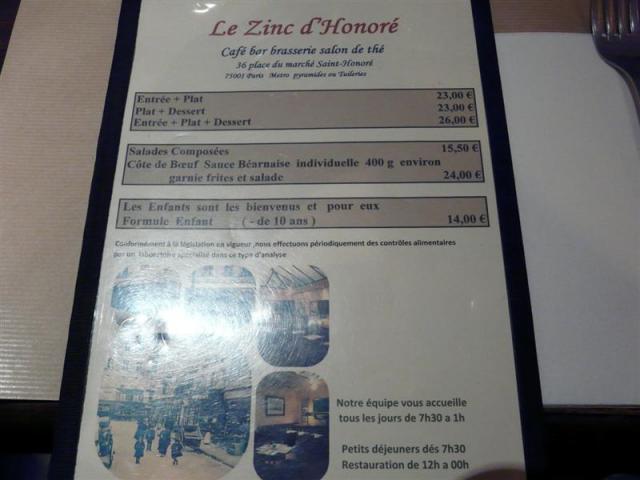 Le Zinc d'Honoré
Café bar brasserie salon de thé
36 place du marché Saint-Honoré
75001 Paris Metro pyramides ou Tuileries
Entrée + Plat 23,00 €
Plat + Dessert 23,00 €
Entrée + Plat + Dessert 26,00 €
Salades Composées 15,50 €
Côte de Bœuf Sauce Béarnaise individuelle 400 g environ
garnie frites et salade 24,00 €
Les Enfants sont les bienvenus et pour eux
Formule Enfant ( - de 10 ans ) 14,00 €
Conformément à la législation en vigueur ,nous effectuons périodiquement des contrôles alimentaires
par un laboratoire spécialisé dans ce type d'analyse
Notre équipe vous accueille
tous les jours de 7h30 a 1h
Petits déjeuners dés 7h30
Restauration de 12h a 00h